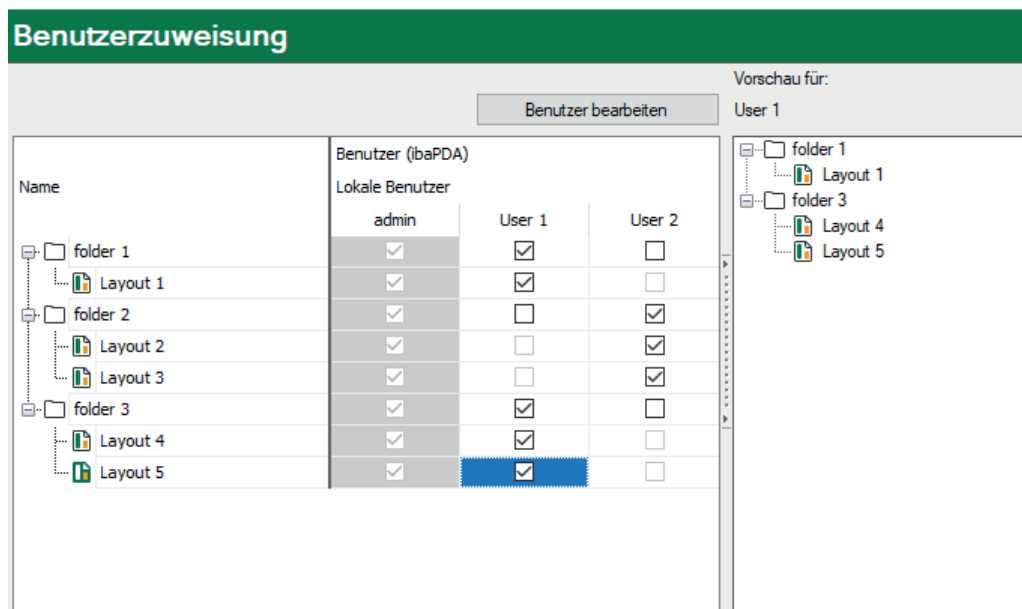 Benutzerzuweisung
Vorschau für:
Benutzer bearbeiten
User 1
Name
Benutzer (ibaPDA)
Lokale Benutzer
admin User 1 User 2
folder 1
Layout 1
folder 2
Layout 2
Layout 3
folder 3
Layout 4
Layout 5
folder 1
Layout 1
folder 3
Layout 4
Layout 5